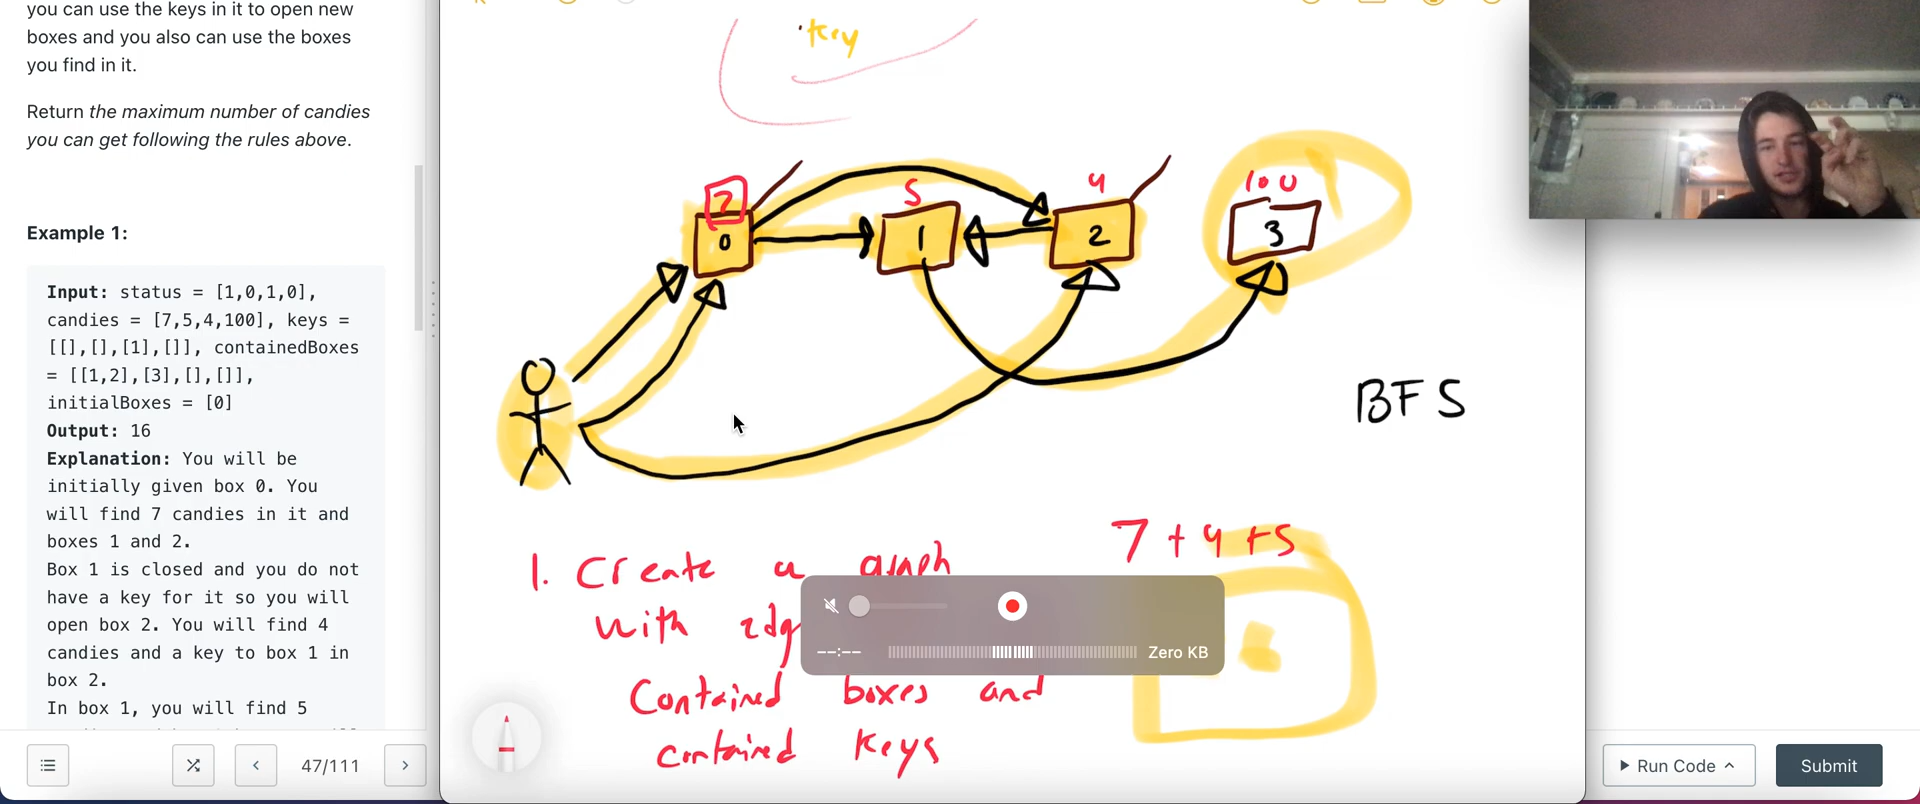 you can use the keys in it to open new
boxes and you also can use the boxes
you find in it.
Return the maximum number of candies
you can get following the rules above.
Example 1:
Input: status = [1,0,1,0],
candies = [7,5,4,100], keys =
[[],[],[1],[]], containedBoxes
= [[1,2],[3],[],[]],
initialBoxes = [0]
Output: 16
Explanation: You will be
initially given box 0. You
will find 7 candies in it and
boxes 1 and 2.
Box 1 is closed and you do not
have a key for it so you will
open box 2. You will find 4
candies and a key to box 1 in
box 2.
In box 1, you will find 5
47/111
key
7 5 4 100
0 1 2 3
BFS
7 + 4 + 5
1. Create a graph
with edg
Contained boxes and
contained keys
--:-- Zero KB
Run Code
Submit